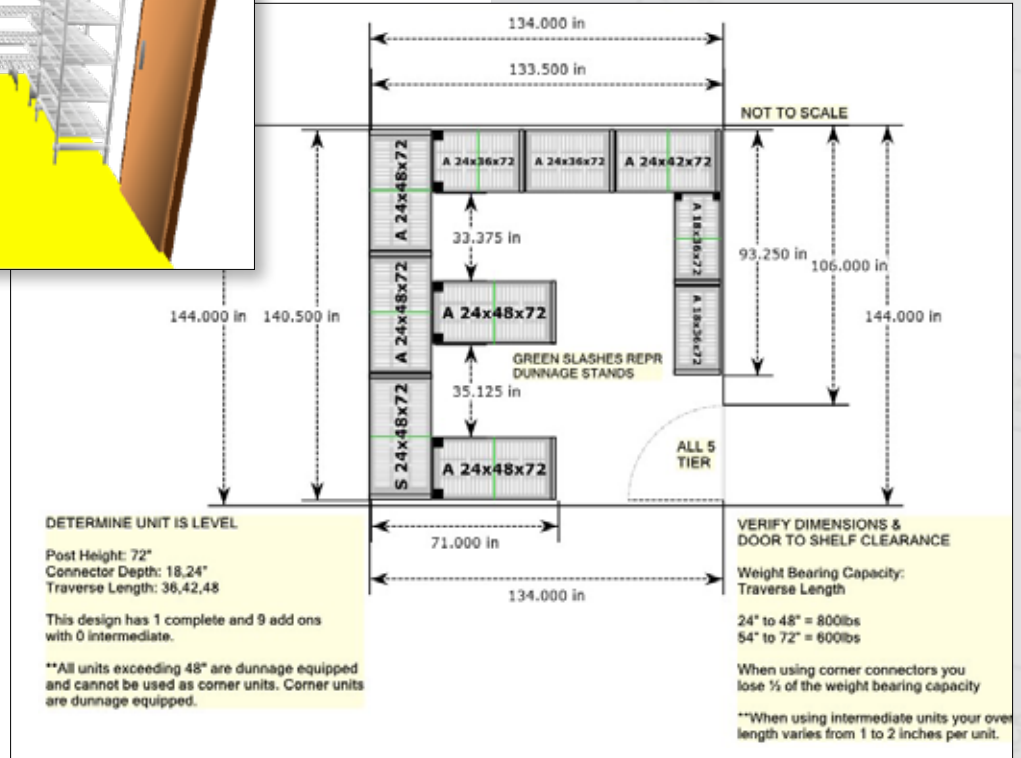 134.000 in
133.500 in
NOT TO SCALE
A 24x48x72
A 24x36x72
A 24x36x72
A 24x42x72
A 18x36x72
33.375 in
93.250 in
106.000 in
A 24x48x72
A 24x48x72
A 18x36x72
144.000 in
140.500 in
144.000 in
GREEN SLASHES REPR
DUNNAGE STANDS
35.125 in
S 24x48x72
A 24x48x72
ALL 5
TIER
71.000 in
134.000 in
DETERMINE UNIT IS LEVEL
Post Height: 72"
Connector Depth: 18,24"
Traverse Length: 36,42,48
This design has 1 complete and 9 add ons
with 0 intermediate.
**All units exceeding 48" are dunnage equipped
and cannot be used as corner units. Corner units
are dunnage equipped.
VERIFY DIMENSIONS &
DOOR TO SHELF CLEARANCE
Weight Bearing Capacity:
Traverse Length
24" to 48" = 800lbs
54" to 72" = 600lbs
When using corner connectors you
lose ½ of the weight bearing capacity
**When using intermediate units your over
length varies from 1 to 2 inches per unit.